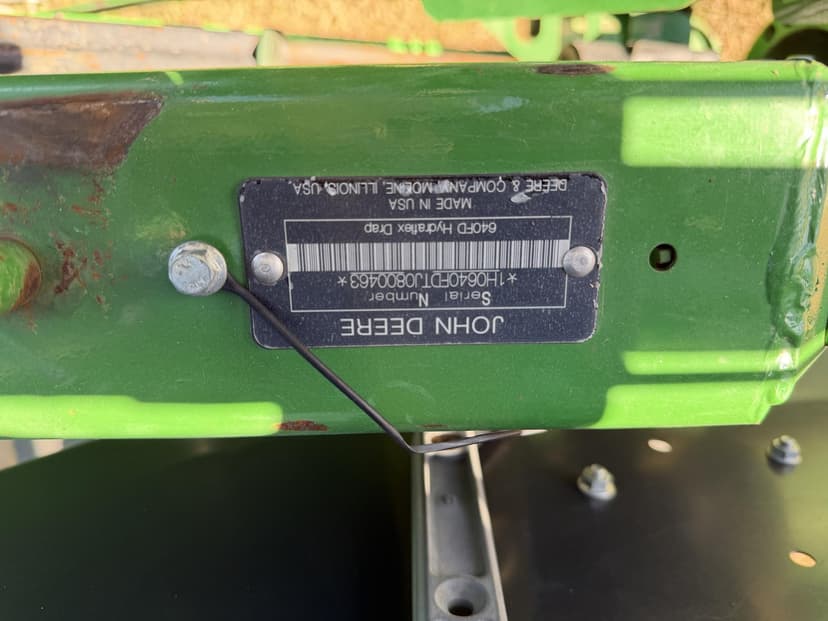 JOHN DEERE
Serial Number
*1H0640FDTJ0800463*
640FD Hydraflex Drap
MADE IN USA
DEERE & COMPANY, MOLINE, ILLINOIS, USA